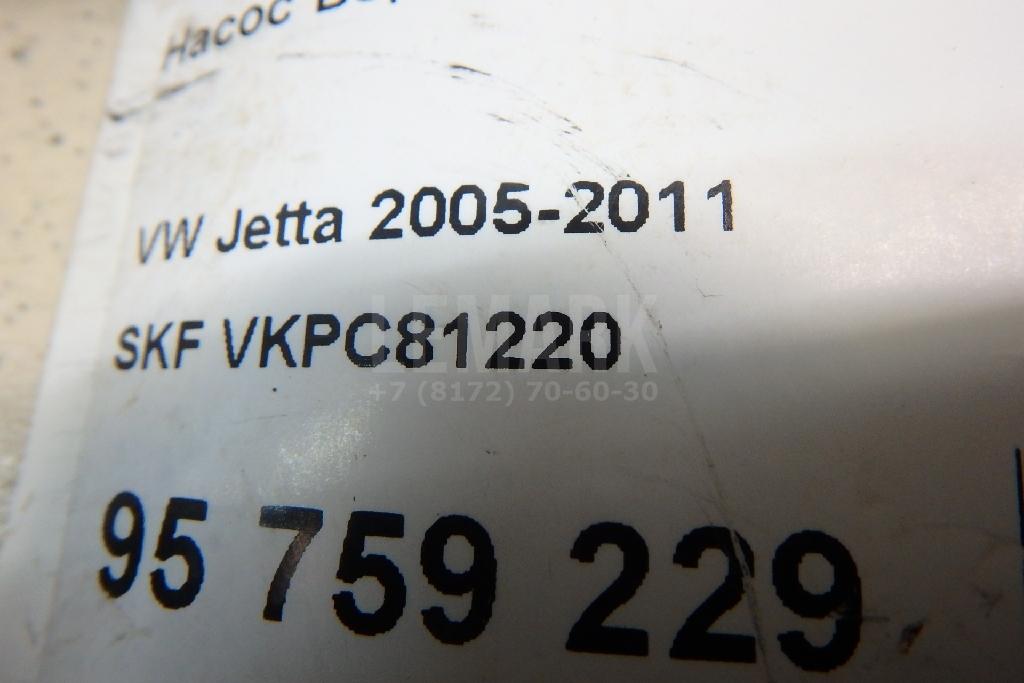 Насос
VW Jetta 2005-2011
SKF VKPC81220
LEMARK
+7 (8172) 70-60-30
95 759 229